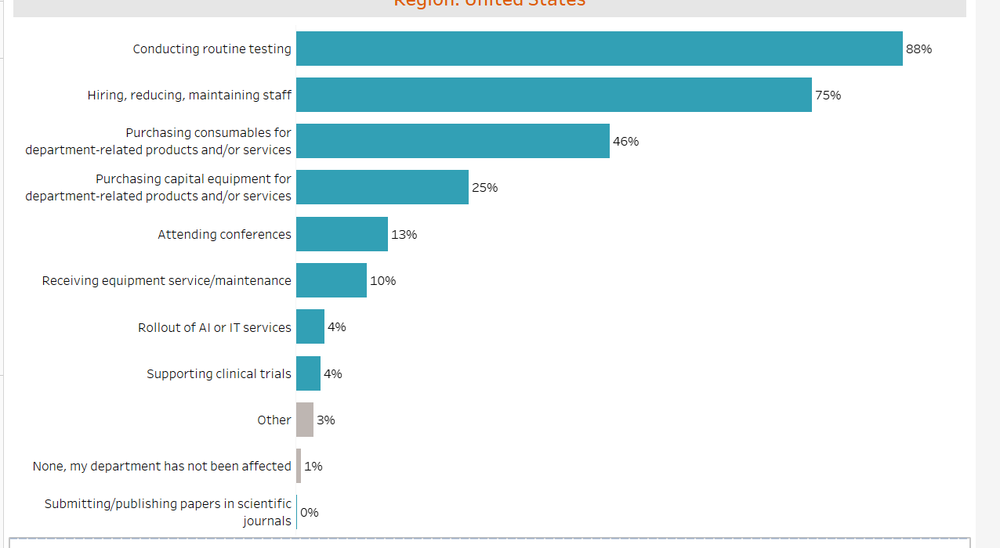 Region: United States
Conducting routine testing
88%
Hiring, reducing, maintaining staff
75%
Purchasing consumables for
department-related products and/or services
46%
Purchasing capital equipment for
department-related products and/or services
25%
Attending conferences
13%
Receiving equipment service/maintenance
10%
Rollout of AI or IT services
4%
Supporting clinical trials
4%
Other
3%
None, my department has not been affected
1%
Submitting/publishing papers in scientific
journals
0%